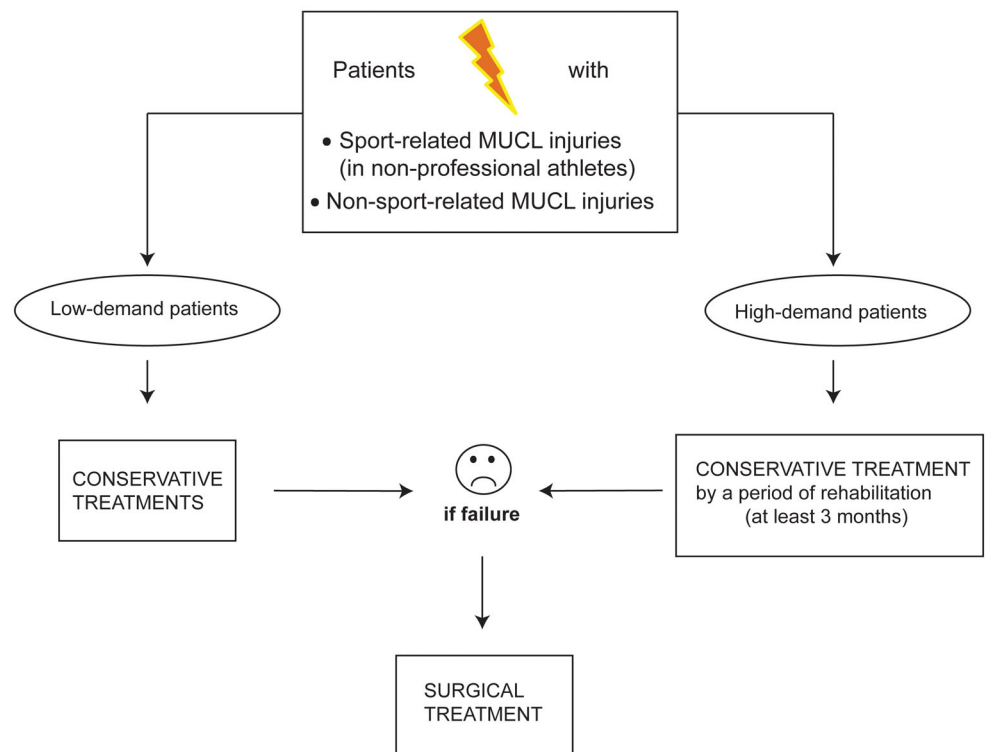 Patients with
• Sport-related MUCL injuries
(in non-professional athletes)
• Non-sport-related MUCL injuries
Low-demand patients
High-demand patients
CONSERVATIVE
TREATMENTS
CONSERVATIVE TREATMENT
by a period of rehabilitation
(at least 3 months)
if failure
SURGICAL
TREATMENT